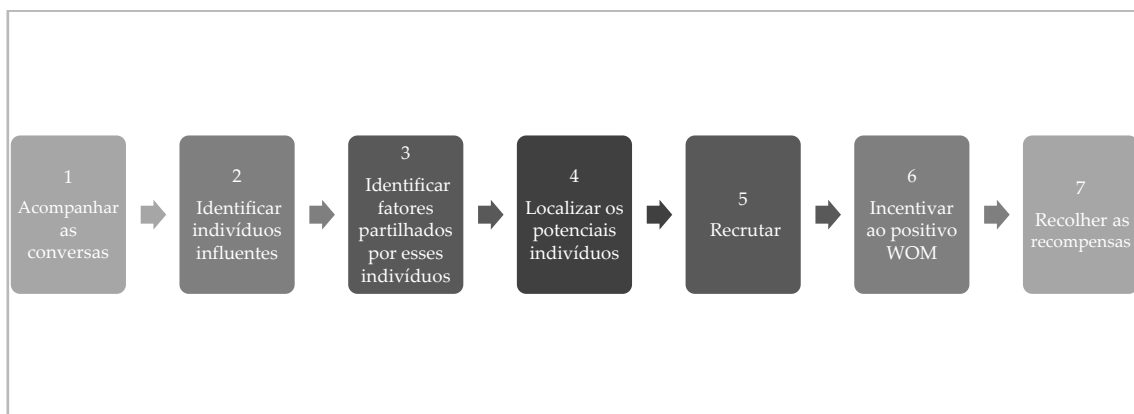 1
Acompanhar
as
conversas
2
Identificar
indivíduos
influentes
3
Identificar
fatores
partilhados
por esses
indivíduos
4
Localizar os
potenciais
indivíduos
5
Recrutar
6
Incentivar
ao positivo
WOM
7
Recolher as
recompensas